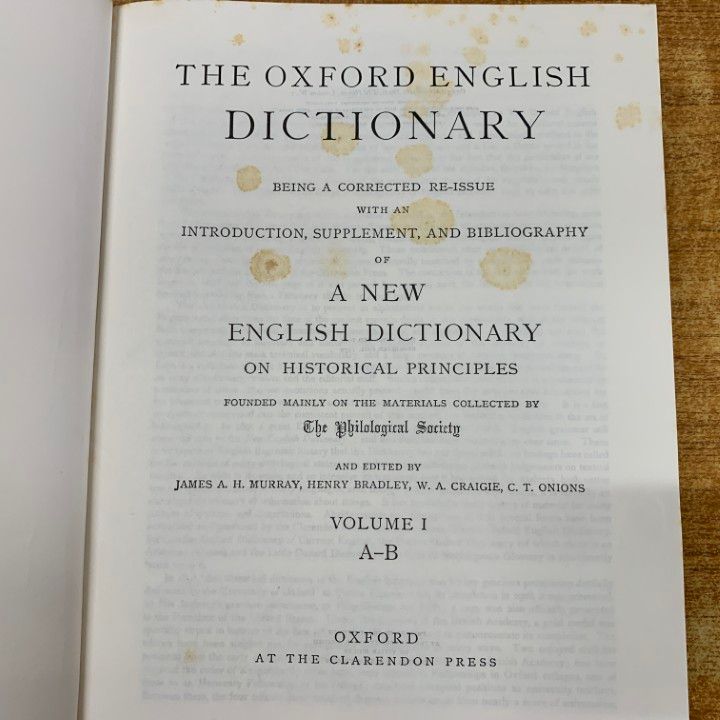 THE OXFORD ENGLISH
DICTIONARY
BEING A CORRECTED RE-ISSUE
WITH AN
INTRODUCTION, SUPPLEMENT, AND BIBLIOGRAPHY
OF
A NEW
ENGLISH DICTIONARY
ON HISTORICAL PRINCIPLES
FOUNDED MAINLY ON THE MATERIALS COLLECTED BY
The Philological Society
AND EDITED BY
JAMES A. H. MURRAY, HENRY BRADLEY, W. A. CRAIGIE, C. T. ONIONS
VOLUME I
A–B
OXFORD
AT THE CLARENDON PRESS